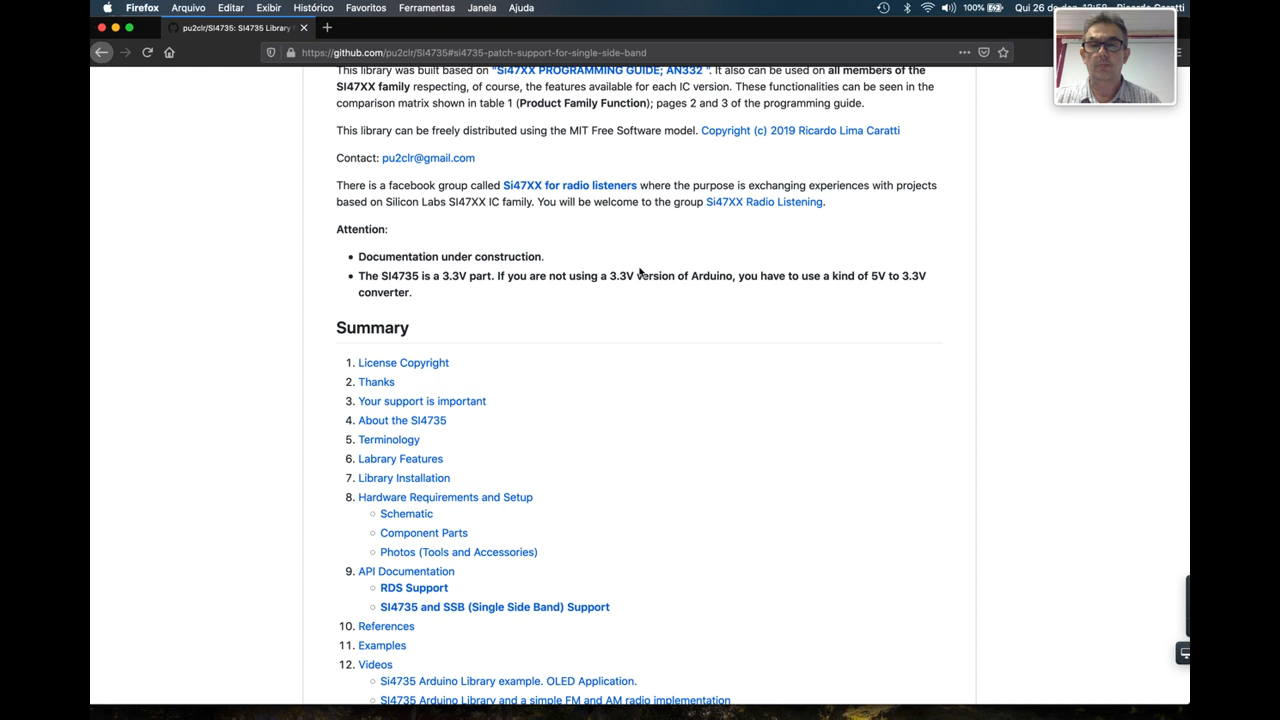 Firefox Arquivo Editar Exibir Histórico Favoritos Ferramentas Janela Ajuda 100% Qui 26 de
pu2clr/SI4735: SI4735 Library
https://github.com/pu2clr/SI4735#si4735-patch-support-for-single-side-band
This library was built based on "Si47XX PROGRAMMING GUIDE; AN332 ". It also can be used on all members of the
SI47XX family respecting, of course, the features available for each IC version. These functionalities can be seen in the
comparison matrix shown in table 1 (Product Family Function); pages 2 and 3 of the programming guide.
This library can be freely distributed using the MIT Free Software model. Copyright (c) 2019 Ricardo Lima Caratti
Contact: pu2clr@gmail.com
There is a facebook group called Si47XX for radio listeners where the purpose is exchanging experiences with projects
based on Silicon Labs SI47XX IC family. You will be welcome to the group Si47XX Radio Listening.
Attention:
• Documentation under construction.
• The SI4735 is a 3.3V part. If you are not using a 3.3V version of Arduino, you have to use a kind of 5V to 3.3V
converter.
Summary
1. License Copyright
2. Thanks
3. Your support is important
4. About the SI4735
5. Terminology
6. Labrary Features
7. Library Installation
8. Hardware Requirements and Setup
○ Schematic
○ Component Parts
○ Photos (Tools and Accessories)
9. API Documentation
○ RDS Support
○ SI4735 and SSB (Single Side Band) Support
10. References
11. Examples
12. Videos
○ Si4735 Arduino Library example. OLED Application.
○ SI4735 Arduino Library and a simple FM and AM radio implementation